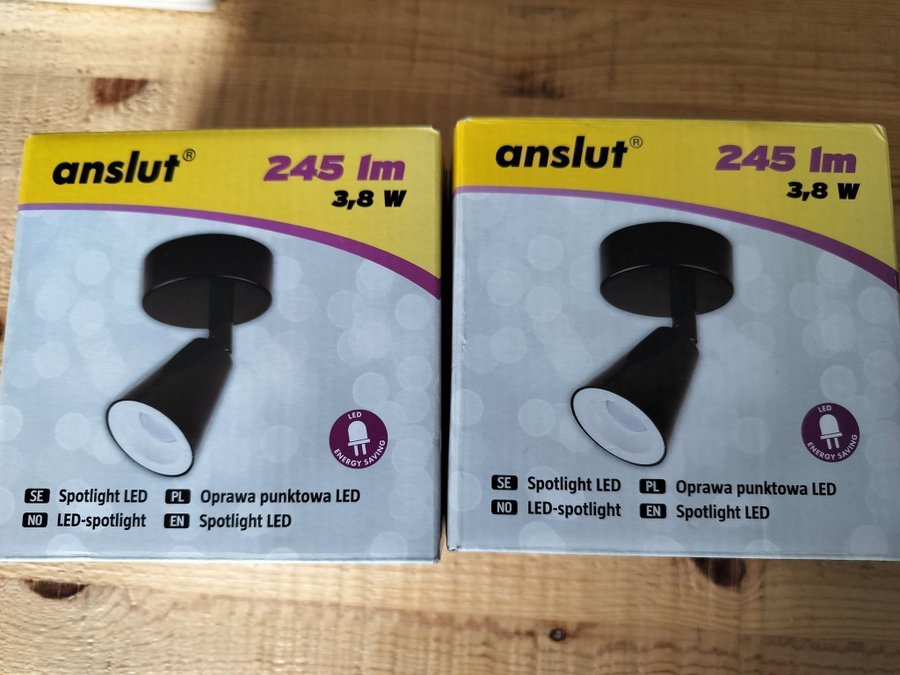 anslut®
245 lm
3,8 W
LED
ENERGY SAVING
SE Spotlight LED
PL Oprawa punktowa LED
NO LED-spotlight
EN Spotlight LED
anslut®
245 lm
3,8 W
LED
ENERGY SAVING
SE Spotlight LED
PL Oprawa punktowa LED
NO LED-spotlight
EN Spotlight LED